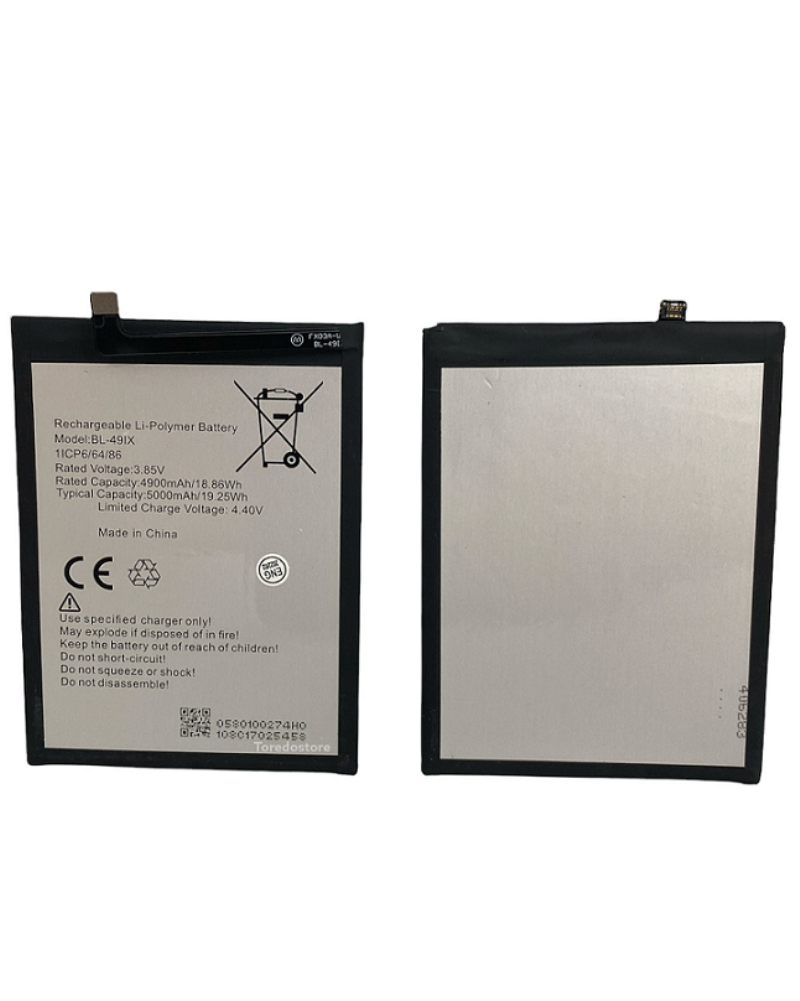 FX03A-U
BL-49I
Rechargeable Li-Polymer Battery
Model:BL-49IX
1ICP6/64/86
Rated Voltage:3.85V
Rated Capacity:4900mAh/18.86Wh
Typical Capacity:5000mAh/19.25Wh
Limited Charge Voltage: 4.40V
Made in China
CE
ENG
Use specified charger only!
May explode if disposed of in fire!
Keep the battery out of reach of children!
Do not short-circuit!
Do not squeeze or shock!
Do not disassemble!
0580100274H0
108017025458
Toredostore
406283